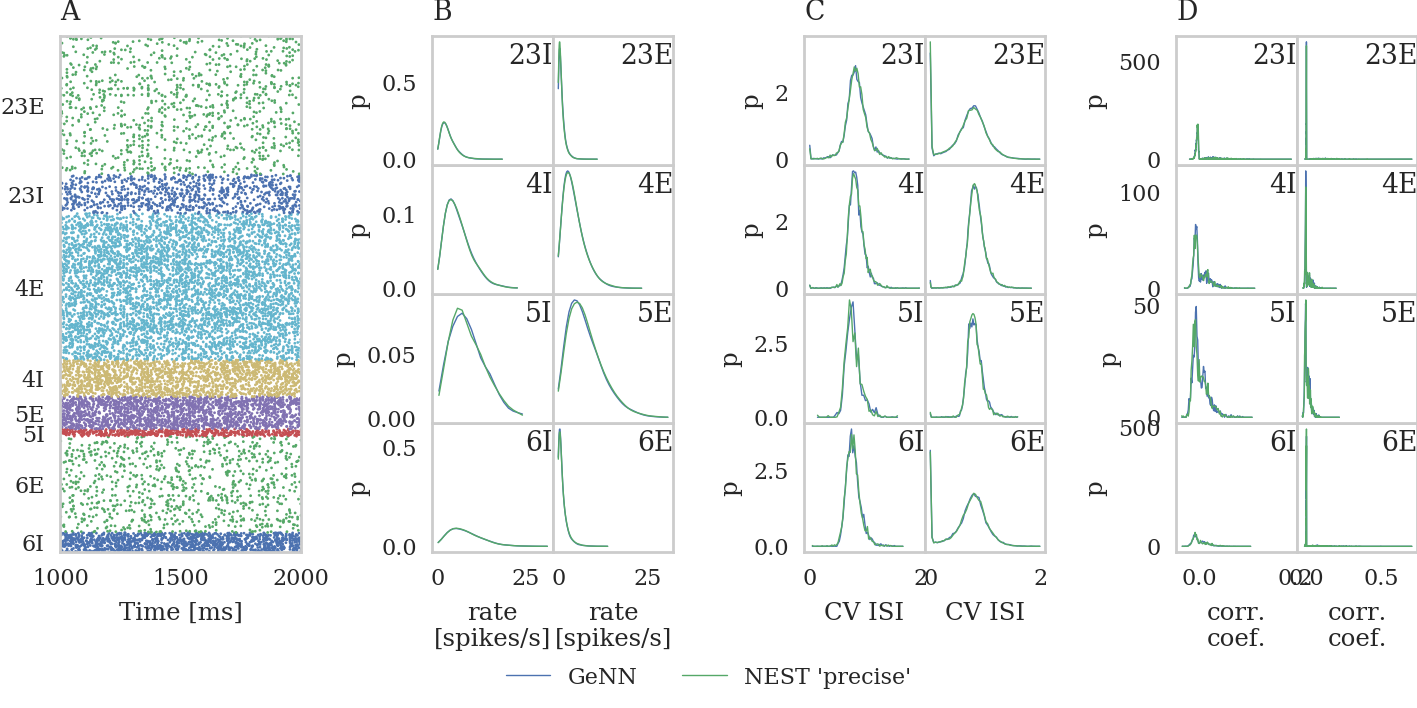 A
B
C
D
23E
23I
4E
4I
5E
5I
6E
6I
1000 1500 2000
Time [ms]
p 0.5 0.0 23I 23E
p 0.1 0.0 4I 4E
p 0.05 0.00 5I 5E
p 0.5 0.0 6I 6E
0 25 0 25
rate rate
[spikes/s] [spikes/s]
p 2 0 23I 23E
p 2 0 4I 4E
p 2.5 0.0 5I 5E
p 2.5 0.0 6I 6E
0 2 0 2
CV ISI CV ISI
p 500 0 23I 23E
p 100 0 4I 4E
p 50 0 5I 5E
p 500 0 6I 6E
0.0 0.2 0.0 0.5
corr. corr.
coef. coef.
GeNN NEST 'precise'